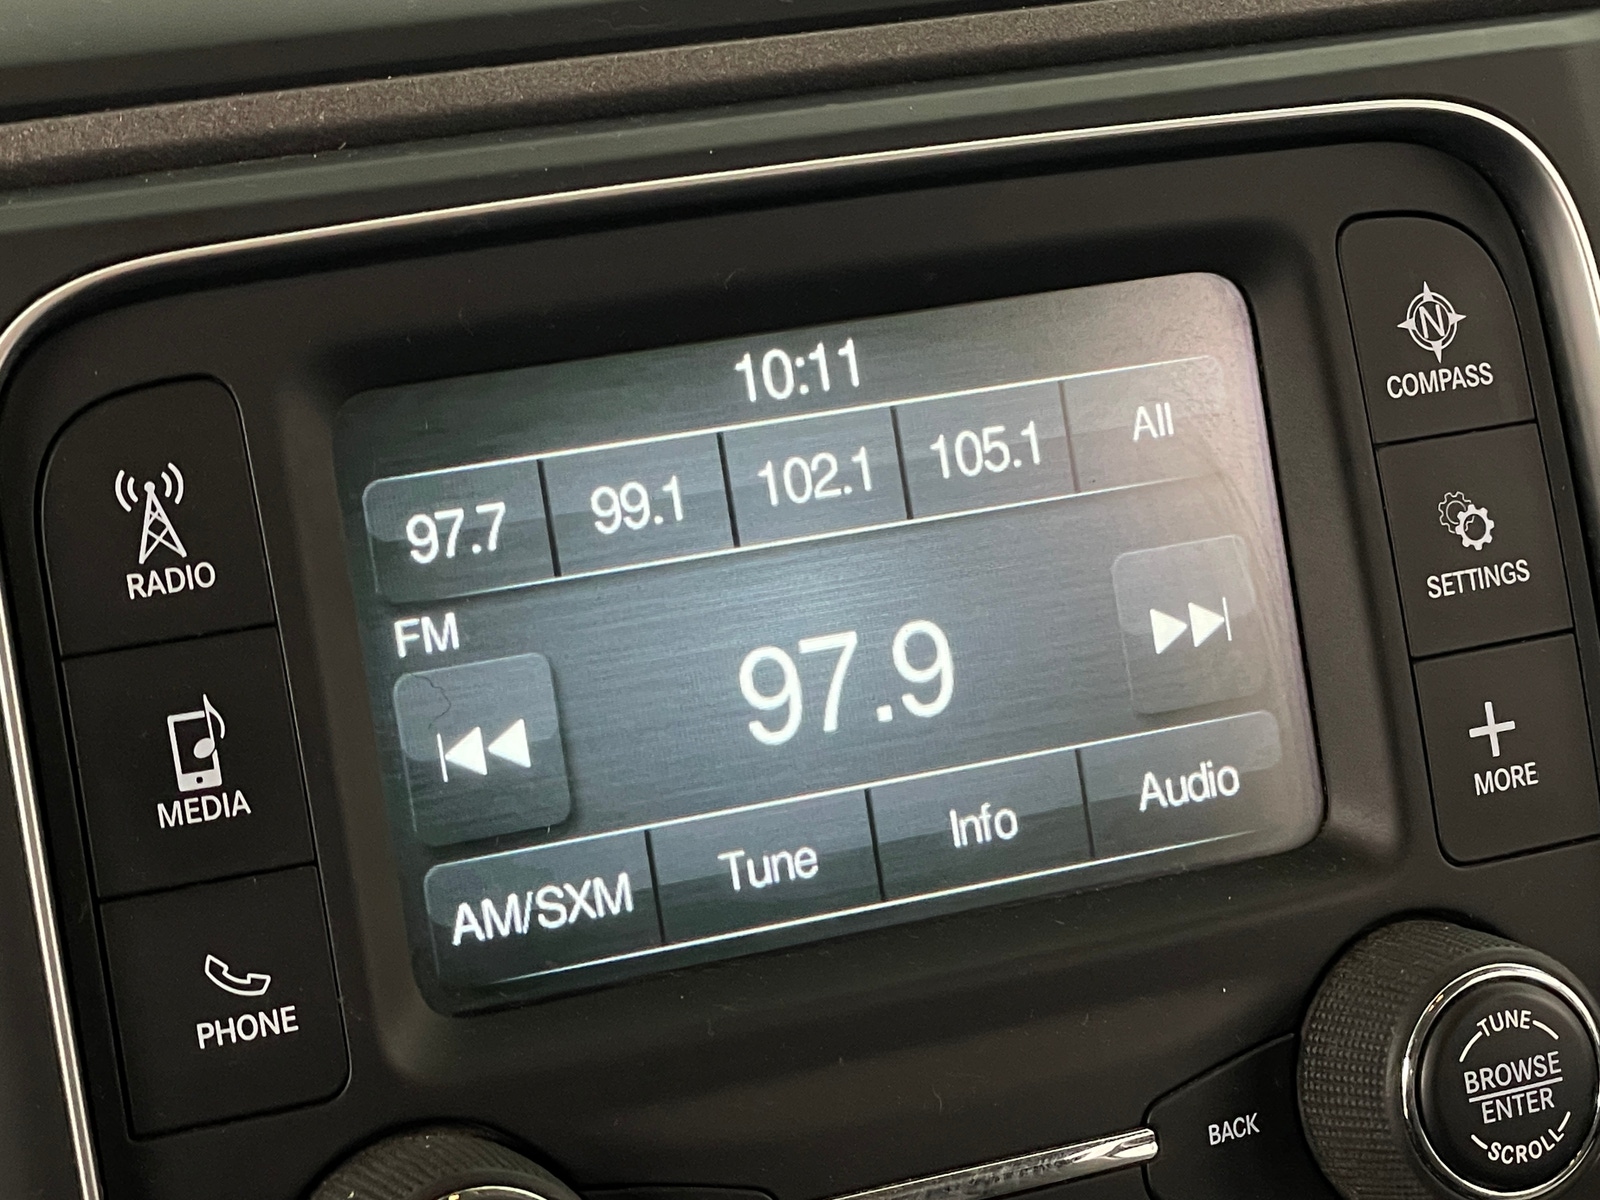 10:11
97.7
99.1
102.1
105.1
All
FM
97.9
AM/SXM
Tune
Info
Audio
RADIO
MEDIA
PHONE
N
COMPASS
SETTINGS
MORE
BACK
TUNE
BROWSE
ENTER
SCROLL